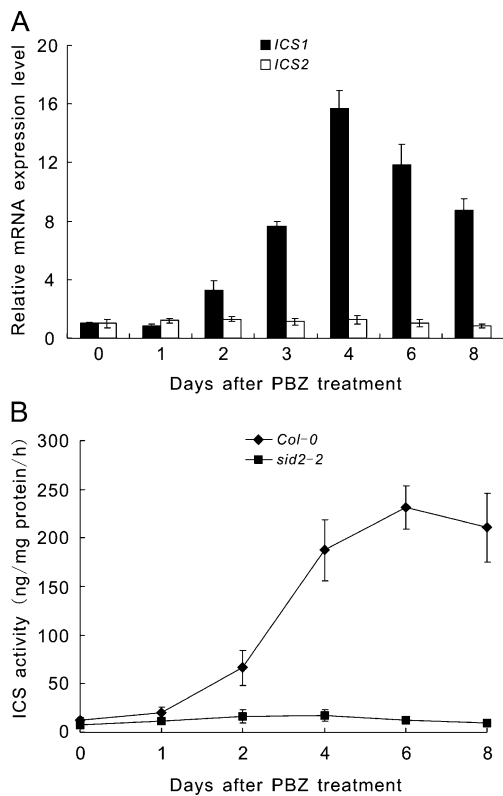 A
ICS1
ICS2
Relative mRNA expression level
20
16
12
8
4
0
0 1 2 3 4 6 8
Days after PBZ treatment
B
Col-0
sid2-2
ICS activity (ng/mg protein/h)
300
250
200
150
100
50
0
0 1 2 4 6 8
Days after PBZ treatment